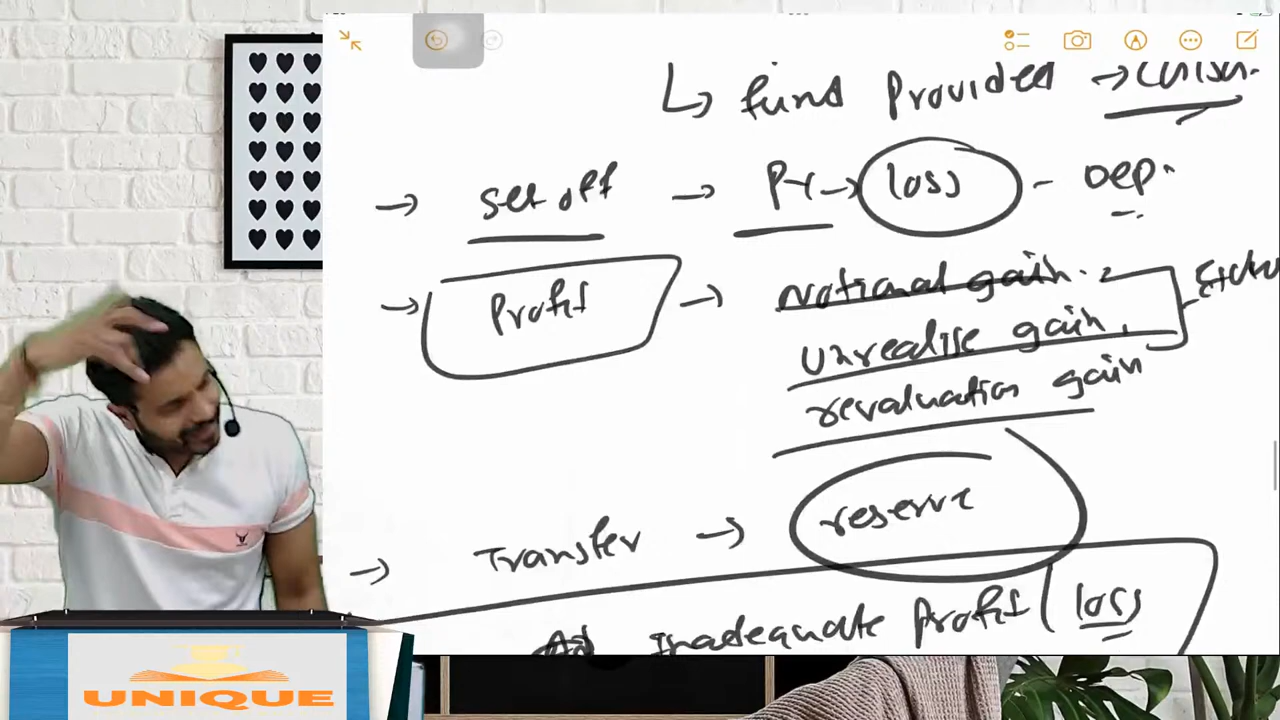 ↳ fund Provided →
→ set off → Py → loss - Dep.
→ Profit → notional gain.
unrealise gain,
revaluation gain
→ Transfer → reserve
inadequate Profit loss
UNIQUE